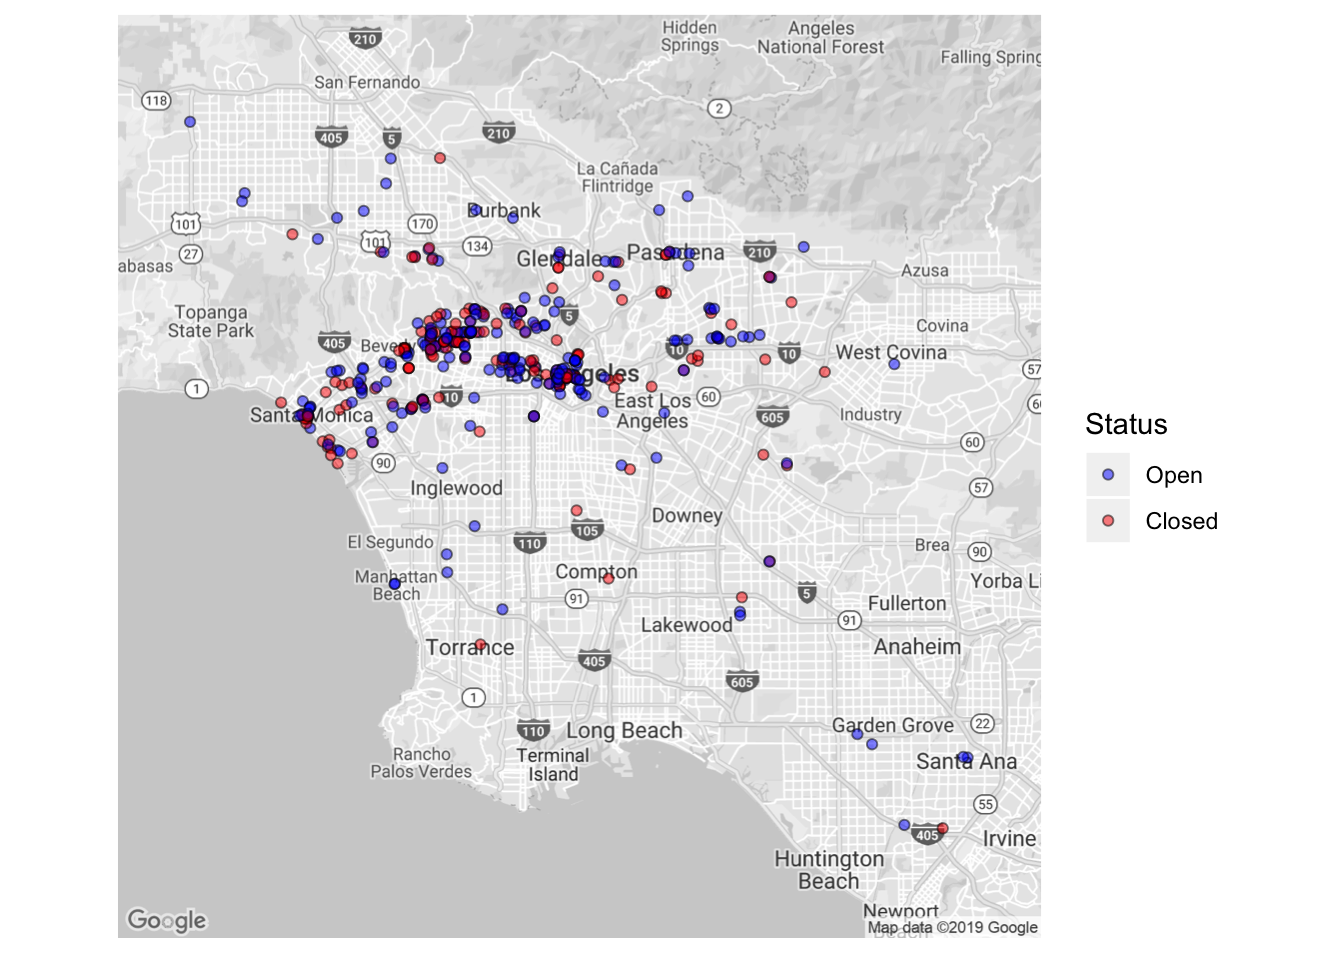 Hidden
Springs
Angeles
National Forest
210
Falling Spring
San Fernando
118
2
405
5
210
La Cañada
Flintridge
Burbank
101
170
101
134
27
Glendale
Pasadena
210
abasas
Azusa
Topanga
State Park
5
Covina
405
Beve
10
10
West Covina
Los Angeles
57
1
10
East Los
Angeles
60
60
Santa Monica
605
Industry
60
90
Inglewood
57
Downey
105
El Segundo
110
Brea
90
Manhattan
Beach
Compton
Yorba Li
91
5
Fullerton
Lakewood
91
Torrance
Anaheim
405
605
1
110
Long Beach
Garden Grove
22
Rancho
Palos Verdes
Terminal
Island
Santa Ana
55
405
Irvine
Huntington
Beach
Newport
Beach
Google
Map data ©2019 Google
Status
Open
Closed